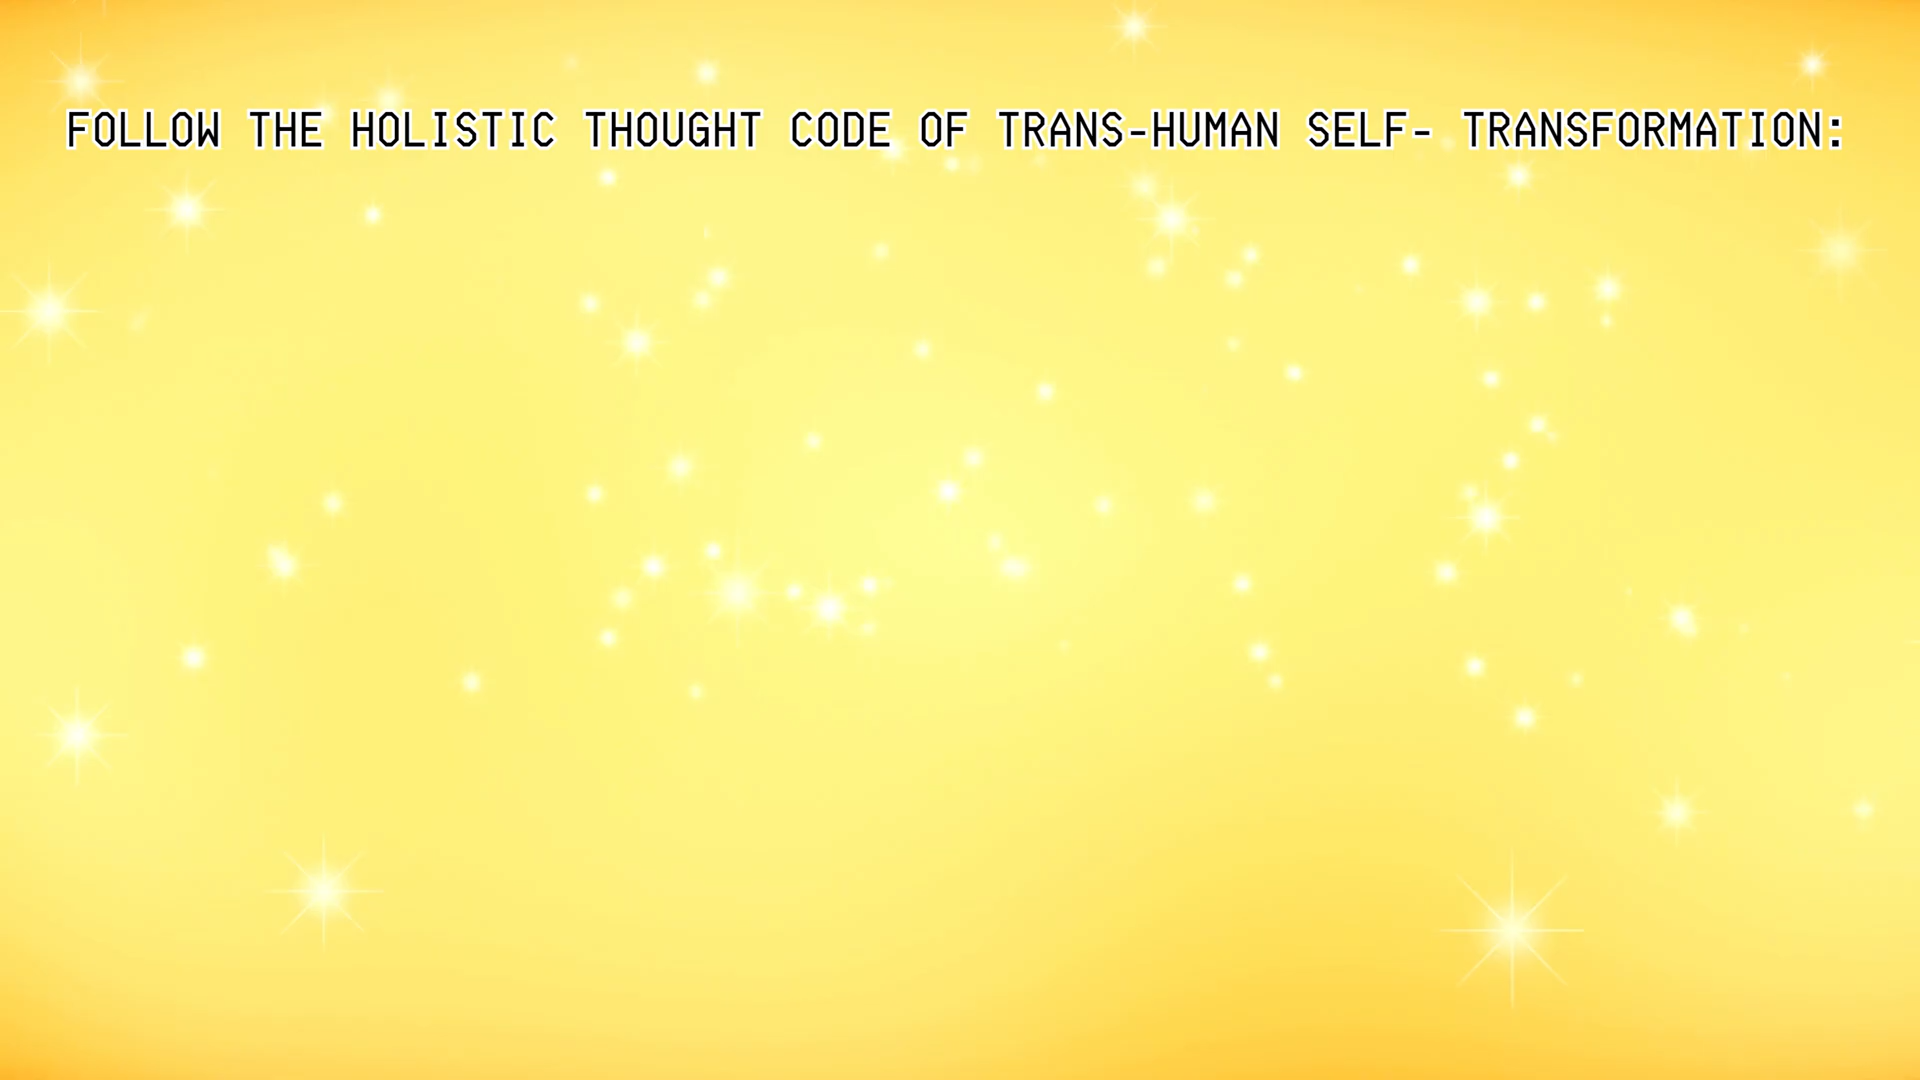 FOLLOW THE HOLISTIC THOUGHT CODE OF TRANS-HUMAN SELF- TRANSFORMATION: